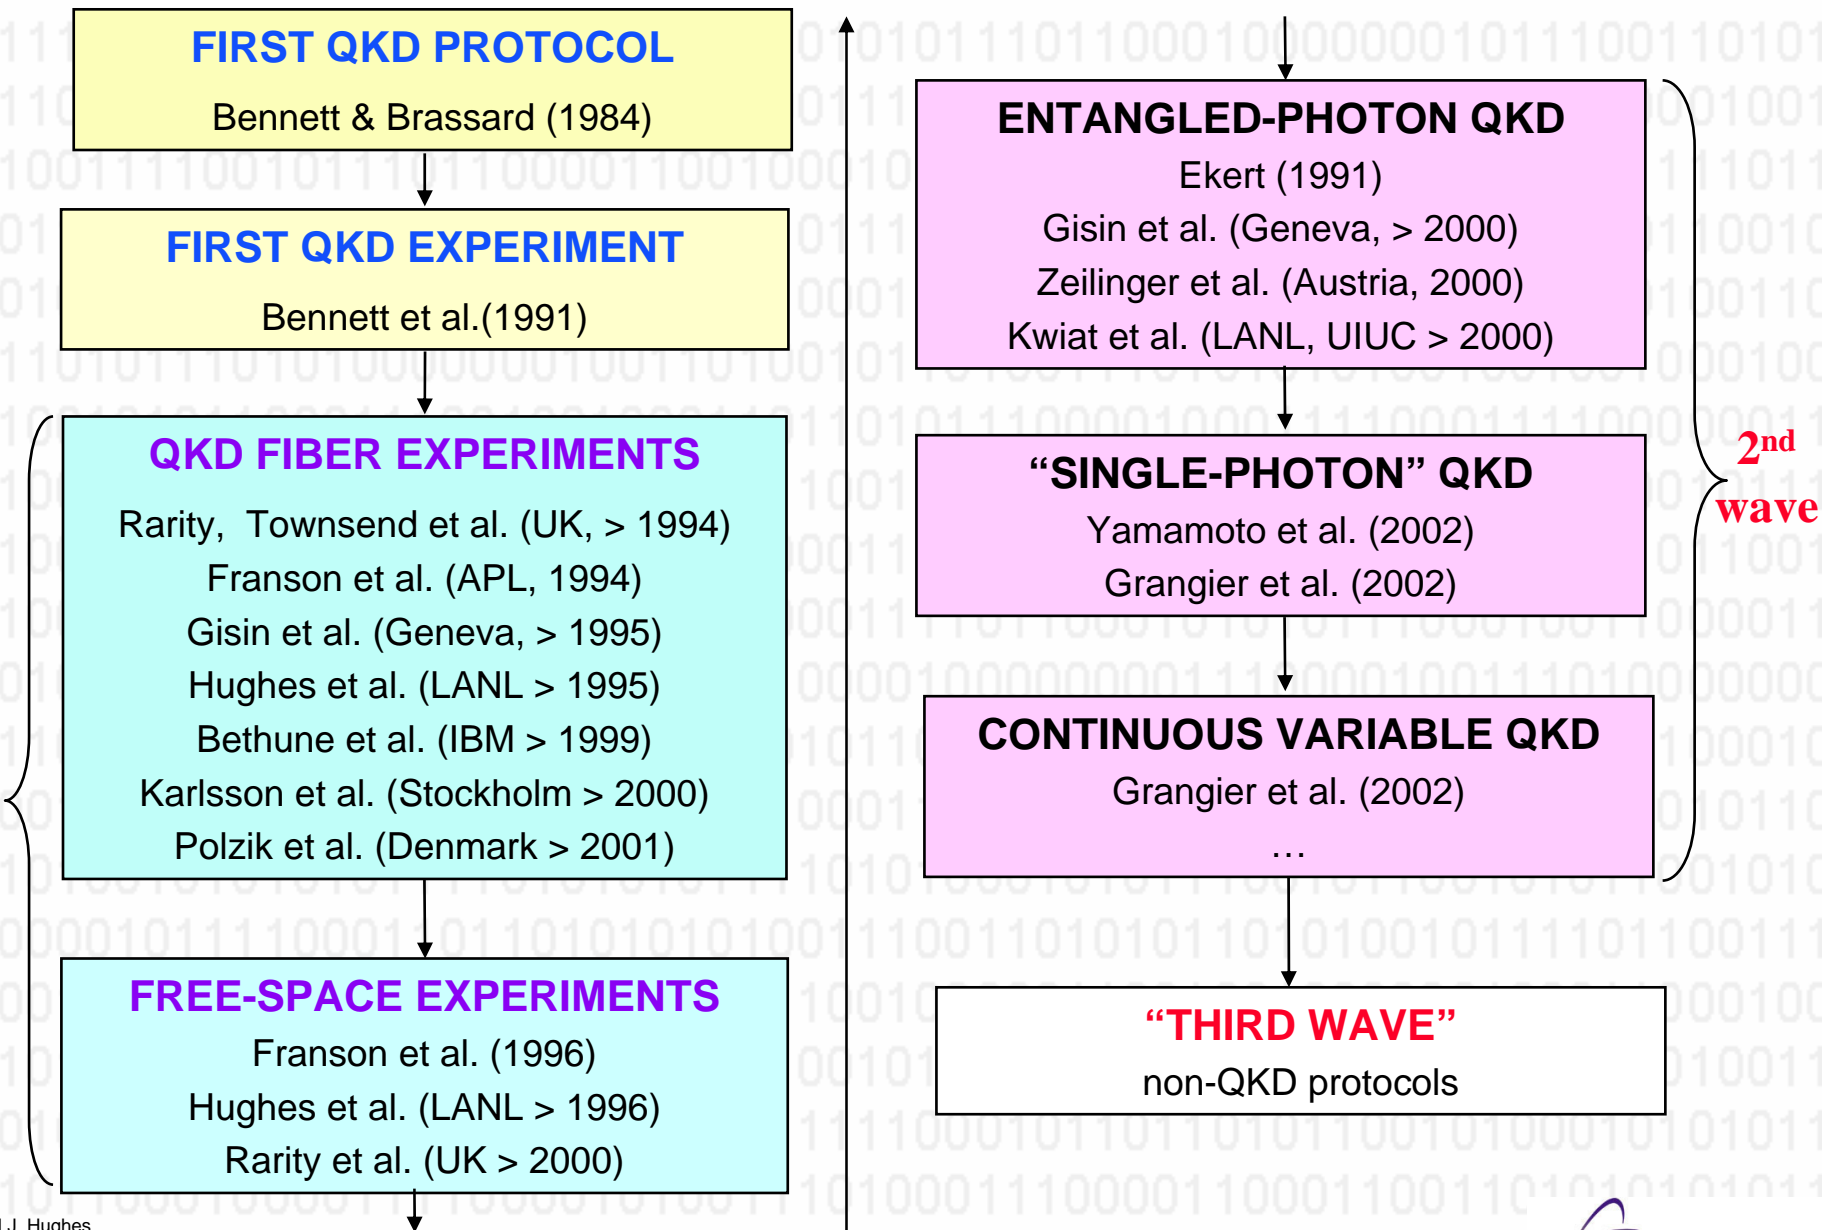 FIRST QKD PROTOCOL
Bennett & Brassard (1984)
FIRST QKD EXPERIMENT
Bennett et al.(1991)
QKD FIBER EXPERIMENTS
Rarity, Townsend et al. (UK, > 1994)
Franson et al. (APL, 1994)
Gisin et al. (Geneva, > 1995)
Hughes et al. (LANL > 1995)
Bethune et al. (IBM > 1999)
Karlsson et al. (Stockholm > 2000)
Polzik et al. (Denmark > 2001)
FREE-SPACE EXPERIMENTS
Franson et al. (1996)
Hughes et al. (LANL > 1996)
Rarity et al. (UK > 2000)
J. Hughes
ENTANGLED-PHOTON QKD
Ekert (1991)
Gisin et al. (Geneva, > 2000)
Zeilinger et al. (Austria, 2000)
Kwiat et al. (LANL, UIUC > 2000)
“SINGLE-PHOTON” QKD
Yamamoto et al. (2002)
Grangier et al. (2002)
CONTINUOUS VARIABLE QKD
Grangier et al. (2002)
…
2nd
wave
“THIRD WAVE”
non-QKD protocols